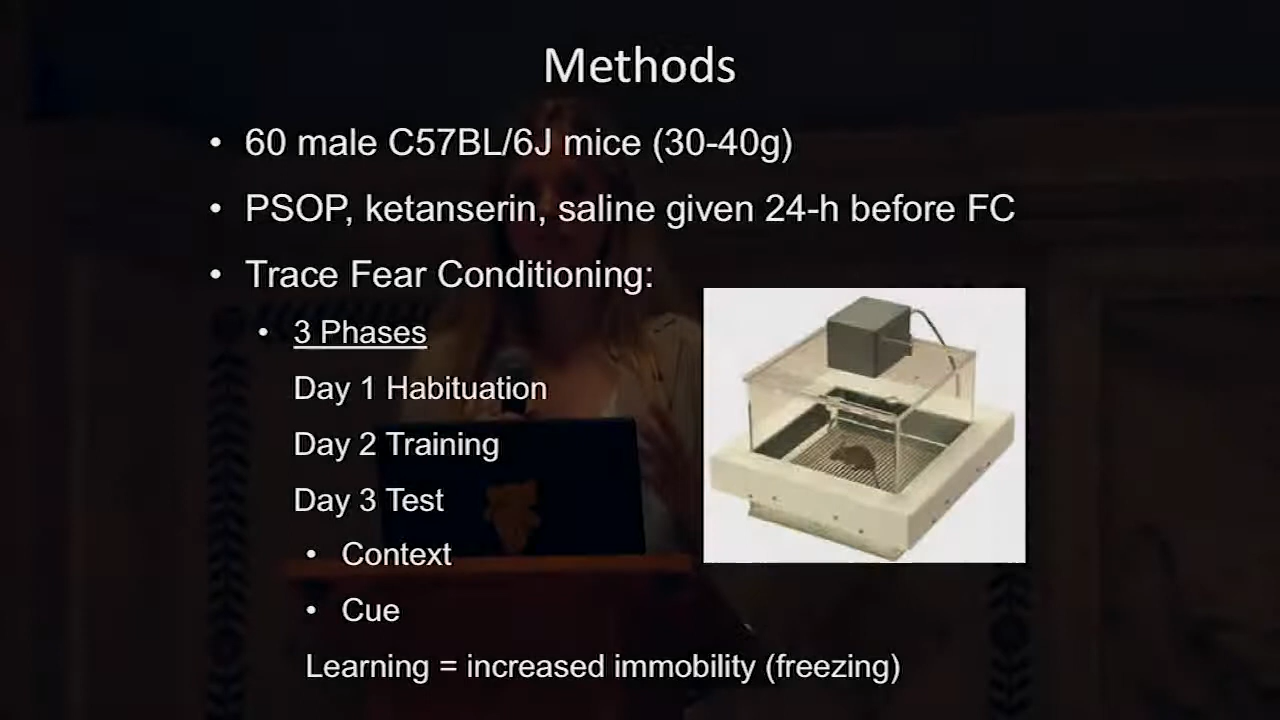 Methods
• 60 male C57BL/6J mice (30-40g)
• PSOP, ketanserin, saline given 24-h before FC
• Trace Fear Conditioning:
• 3 Phases
Day 1 Habituation
Day 2 Training
Day 3 Test
• Context
• Cue
Learning = increased immobility (freezing)